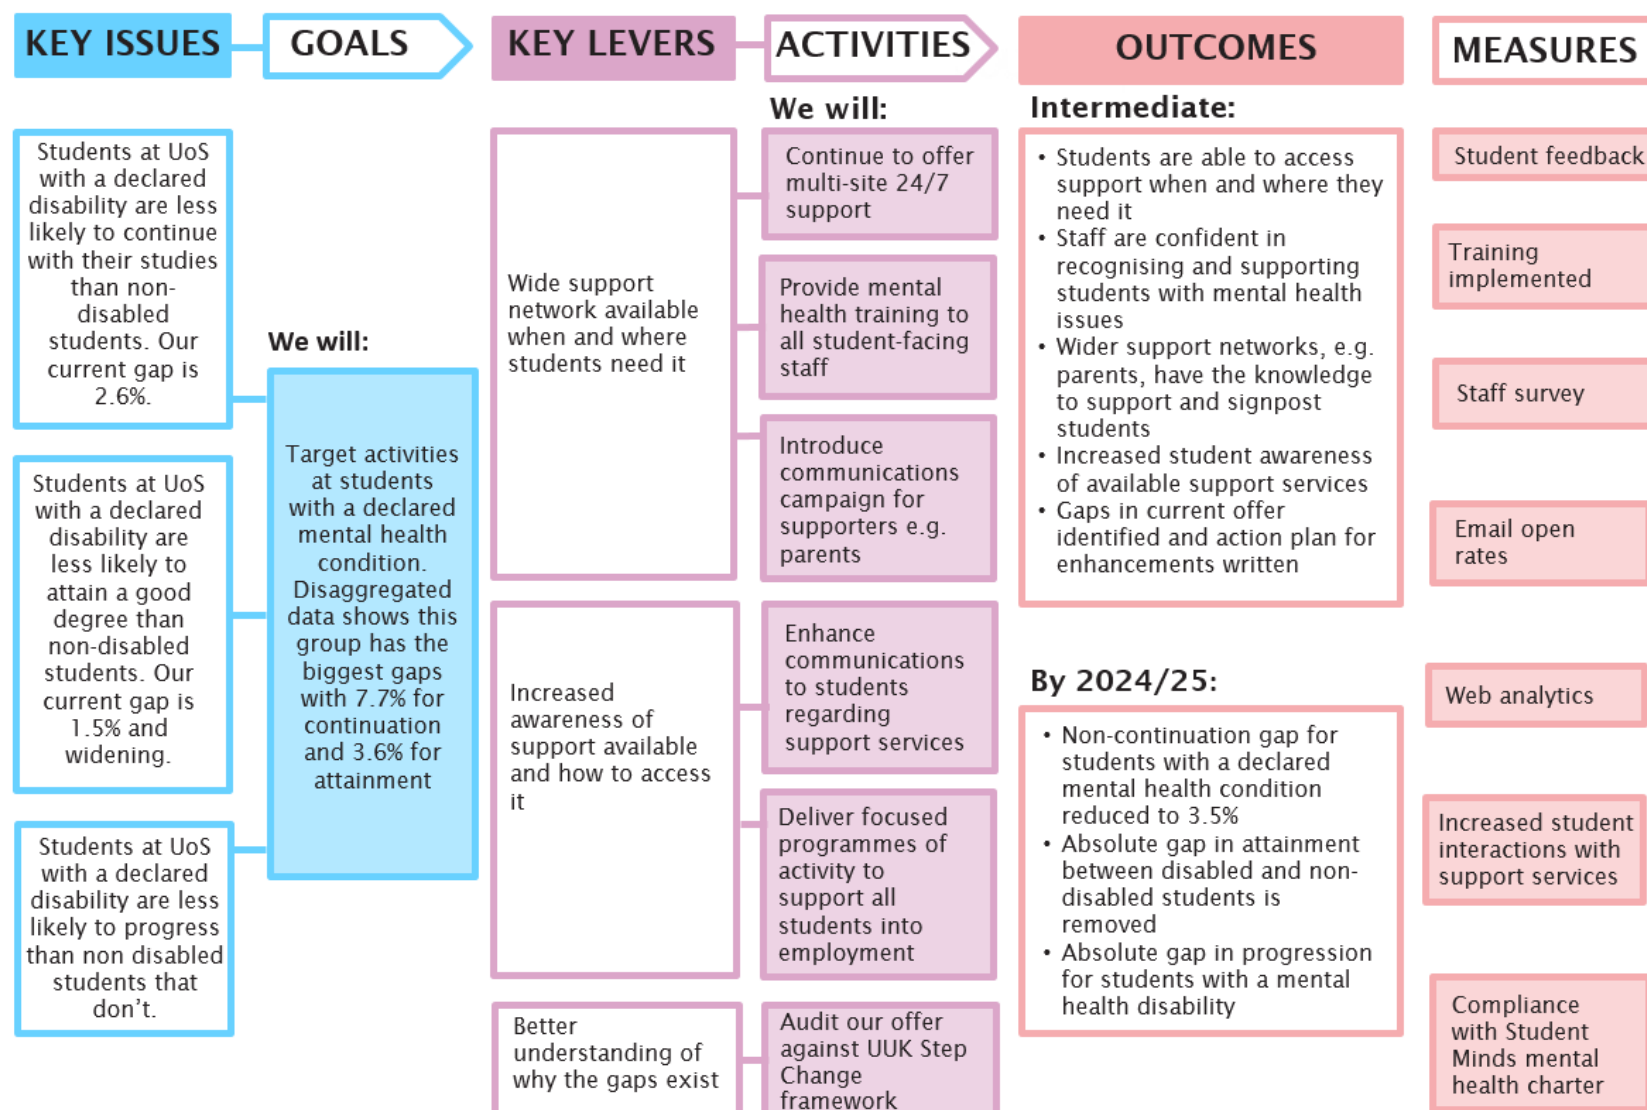 KEY ISSUES
GOALS
KEY LEVERS
ACTIVITIES
OUTCOMES
MEASURES
Students at UoS
with a declared
disability are less
likely to continue
with their studies
than non-
disabled
students. Our
current gap is
2.6%.
Students at UoS
with a declared
disability are
less likely to
attain a good
degree than
non-disabled
students. Our
current gap is
1.5% and
widening.
Students at UoS
with a declared
disability are less
likely to progress
than non disabled
students that
don't.
We will:
Target activities
at students
with a declared
mental health
condition.
Disaggregated
data shows this
group has the
biggest gaps
with 7.7% for
continuation
and 3.6% for
attainment
Wide support
network available
when and where
students need it
Increased
awareness of
support available
and how to access
it
Better
understanding of
why the gaps exist
We will:
Continue to offer
multi-site 24/7
support
Provide mental
health training to
all student-facing
staff
Introduce
communications
campaign for
supporters e.g.
parents
Enhance
communications
to students
regarding
support services
Deliver focused
programmes of
activity to
support all
students into
employment
Audit our offer
against UUK Step
Change
framework
Intermediate:
• Students are able to access
support when and where they
need it
• Staff are confident in
recognising and supporting
students with mental health
issues
• Wider support networks, e.g.
parents, have the knowledge
to support and signpost
students
• Increased student awareness
of available support services
• Gaps in current offer
identified and action plan for
enhancements written
By 2024/25:
• Non-continuation gap for
students with a declared
mental health condition
reduced to 3.5%
• Absolute gap in attainment
between disabled and non-
disabled students is
removed
• Absolute gap in progression
for students with a mental
health disability
Student feedback
Training
implemented
Staff survey
Email open
rates
Web analytics
Increased student
interactions with
support services
Compliance
with Student
Minds mental
health charter